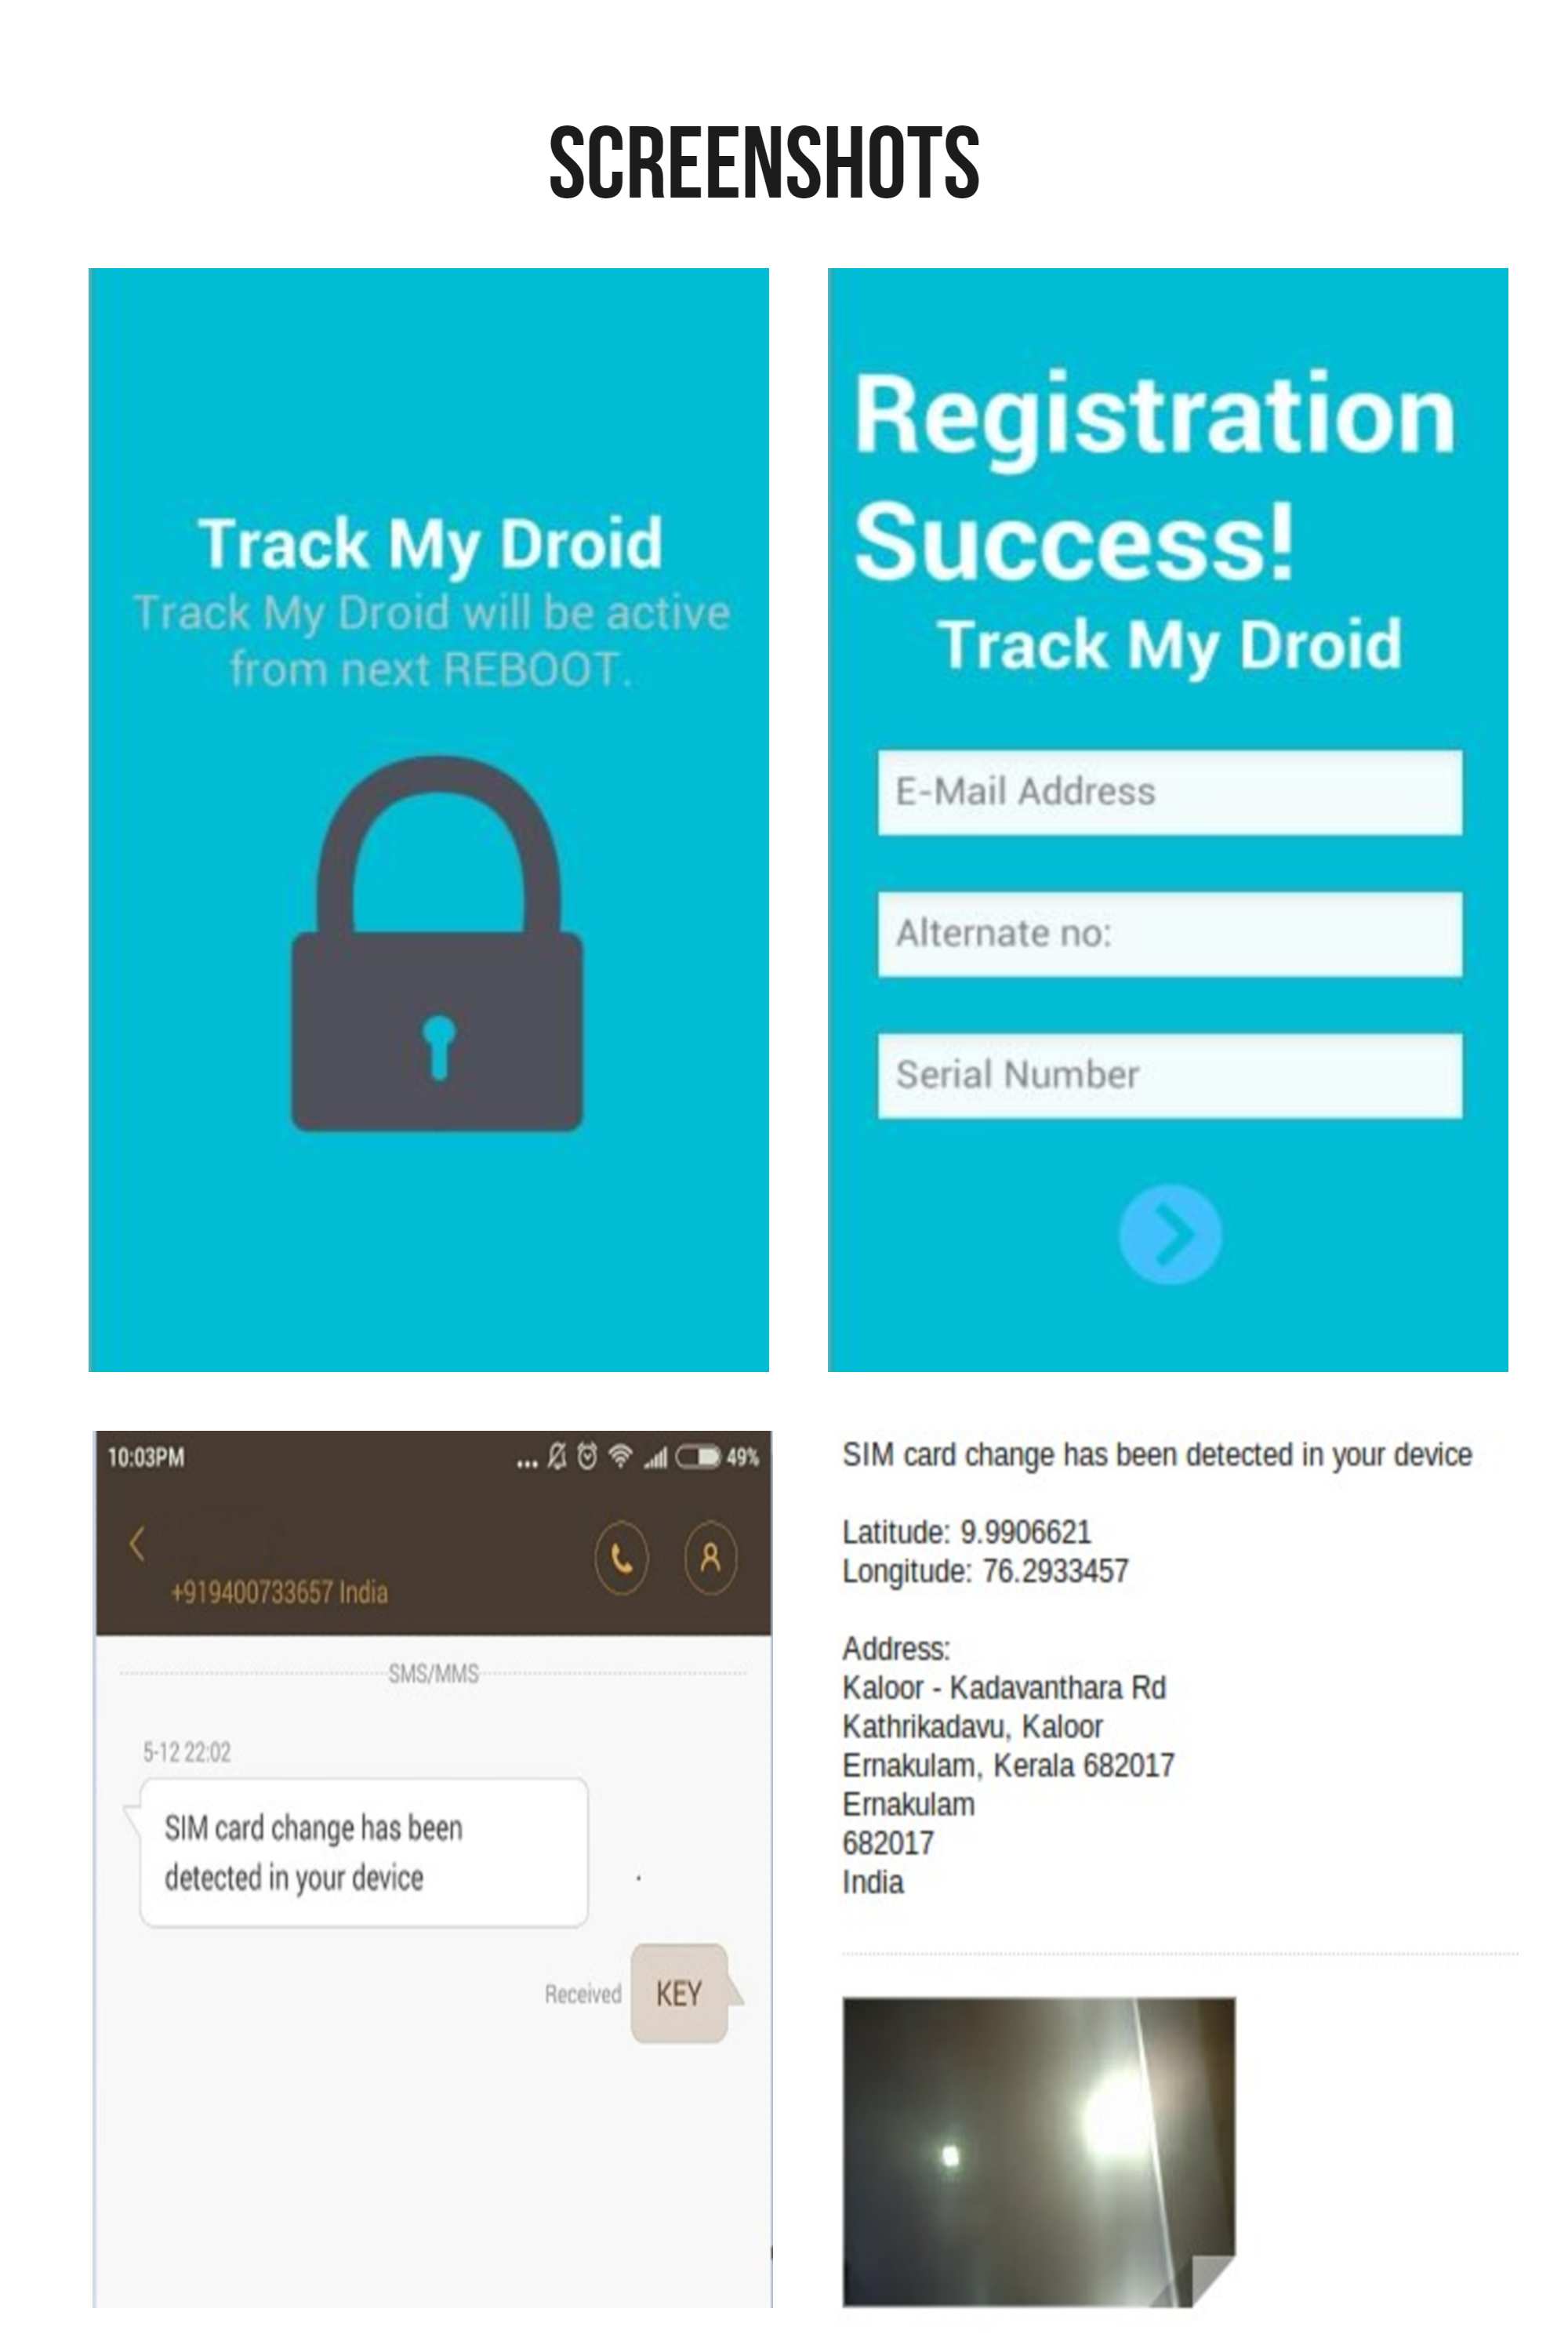 SCREENSHOTS
Track My Droid
Track My Droid will be active
from next REBOOT.
Registration
Success!
Track My Droid
E-Mail Address
Alternate no:
Serial Number
10:03PM
... 49%
+919400733657 India
SMS/MMS
5-12 22:02
SIM card change has been
detected in your device
Received KEY
SIM card change has been detected in your device
Latitude: 9.9906621
Longitude: 76.2933457
Address:
Kaloor - Kadavanthara Rd
Kathrikadavu, Kaloor
Ernakulam, Kerala 682017
Ernakulam
682017
India